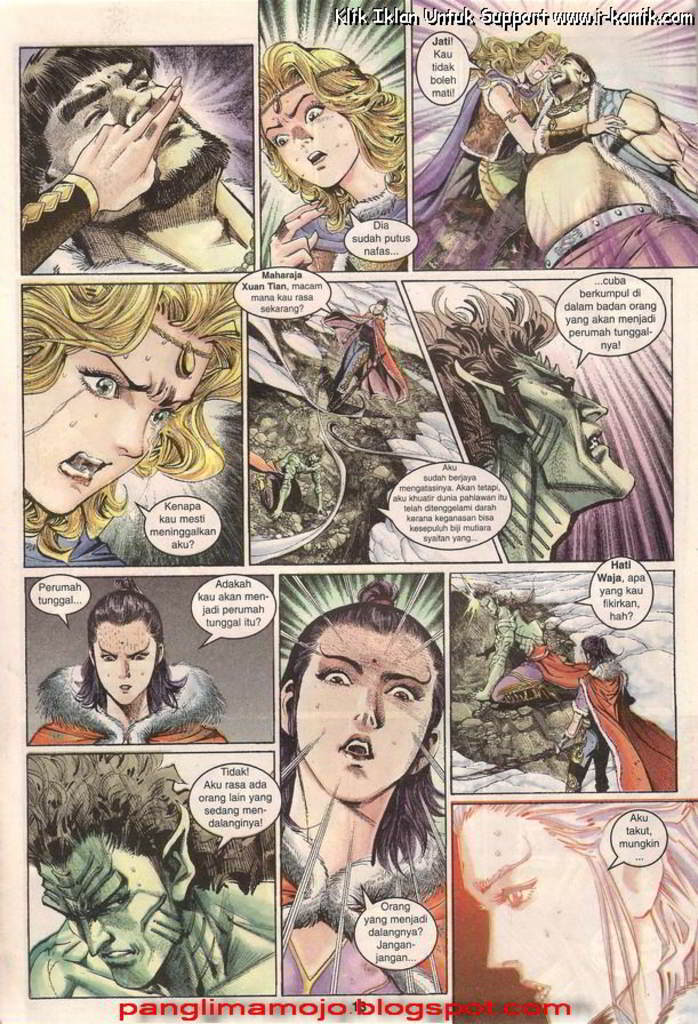 Klik Iklan Untuk Support www.ir-komik.com
Jati!
Kau
tidak
boleh
mati!
Dia
sudah putus
nafas...
Kenapa
kau mesti
meninggalkan
aku?
Maharaja
Xuan Tian, macam
mana kau rasa
sekarang?
Aku
sudah berjaya
mengatasinya. Akan tetapi,
aku khuatir dunia pahlawan itu
telah ditenggelami darah
kerana keganasan bisa
kesepuluh biji mutiara
syaitan yang...
...cuba
berkumpul di
dalam badan orang
yang akan menjadi
perumah tunggal-
nya!
Perumah
tunggal...
Adakah
kau akan men-
jadi perumah
tunggal itu?
Tidak!
Aku rasa ada
orang lain yang
sedang men-
dalanginya!
Orang
yang menjadi
dalangnya?
Jangan-
jangan...
Hati
Waja, apa
yang kau
fikirkan,
hah?
Aku
takut,
mungkin
...
panglimamojo.blogspot.com